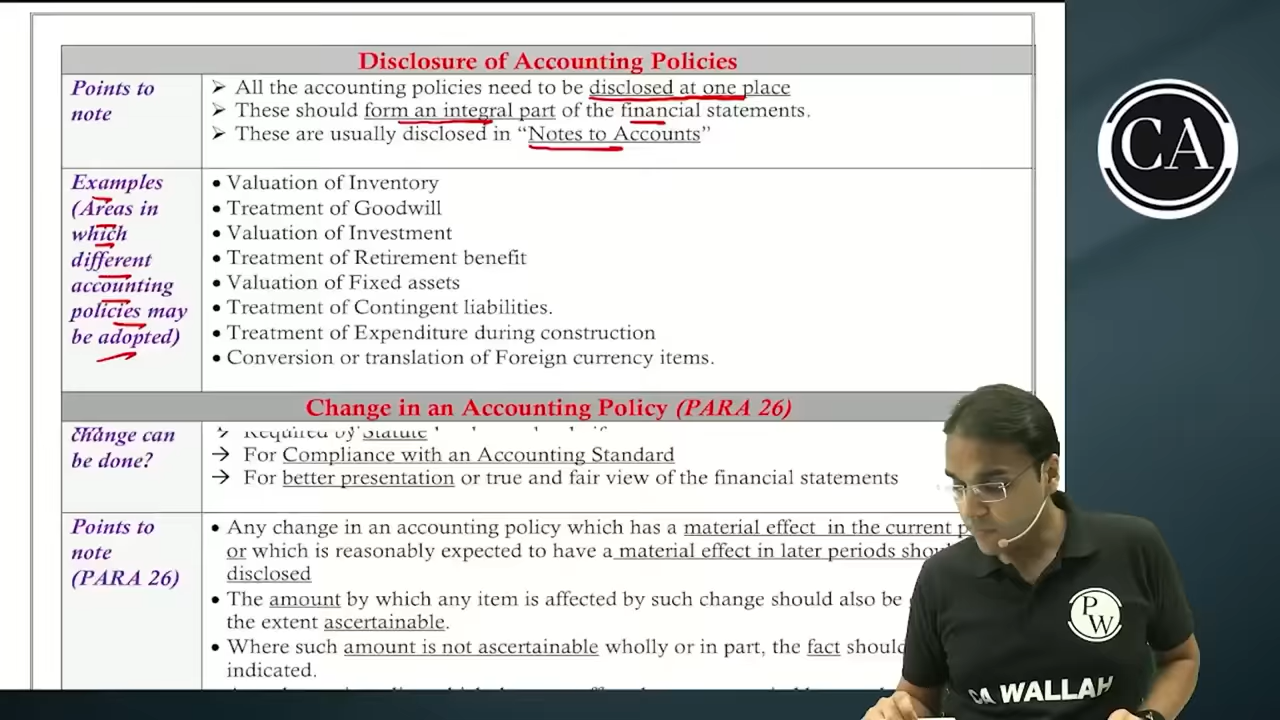 Disclosure of Accounting Policies
Points to
note
➢ All the accounting policies need to be disclosed at one place
➢ These should form an integral part of the financial statements.
➢ These are usually disclosed in “Notes to Accounts”
Examples
(Areas in
which
different
accounting
policies may
be adopted)
• Valuation of Inventory
• Treatment of Goodwill
• Valuation of Investment
• Treatment of Retirement benefit
• Valuation of Fixed assets
• Treatment of Contingent liabilities.
• Treatment of Expenditure during construction
• Conversion or translation of Foreign currency items.
Change in an Accounting Policy (PARA 26)
change can
be done?
Required by Statute
→ For Compliance with an Accounting Standard
→ For better presentation or true and fair view of the financial statements
Points to
note
(PARA 26)
• Any change in an accounting policy which has a material effect in the current
or which is reasonably expected to have a material effect in later periods
disclosed
• The amount by which any item is affected by such change should also be
the extent ascertainable.
• Where such amount is not ascertainable wholly or in part, the fact
indicated.
CA
P
W
CA WALLAH